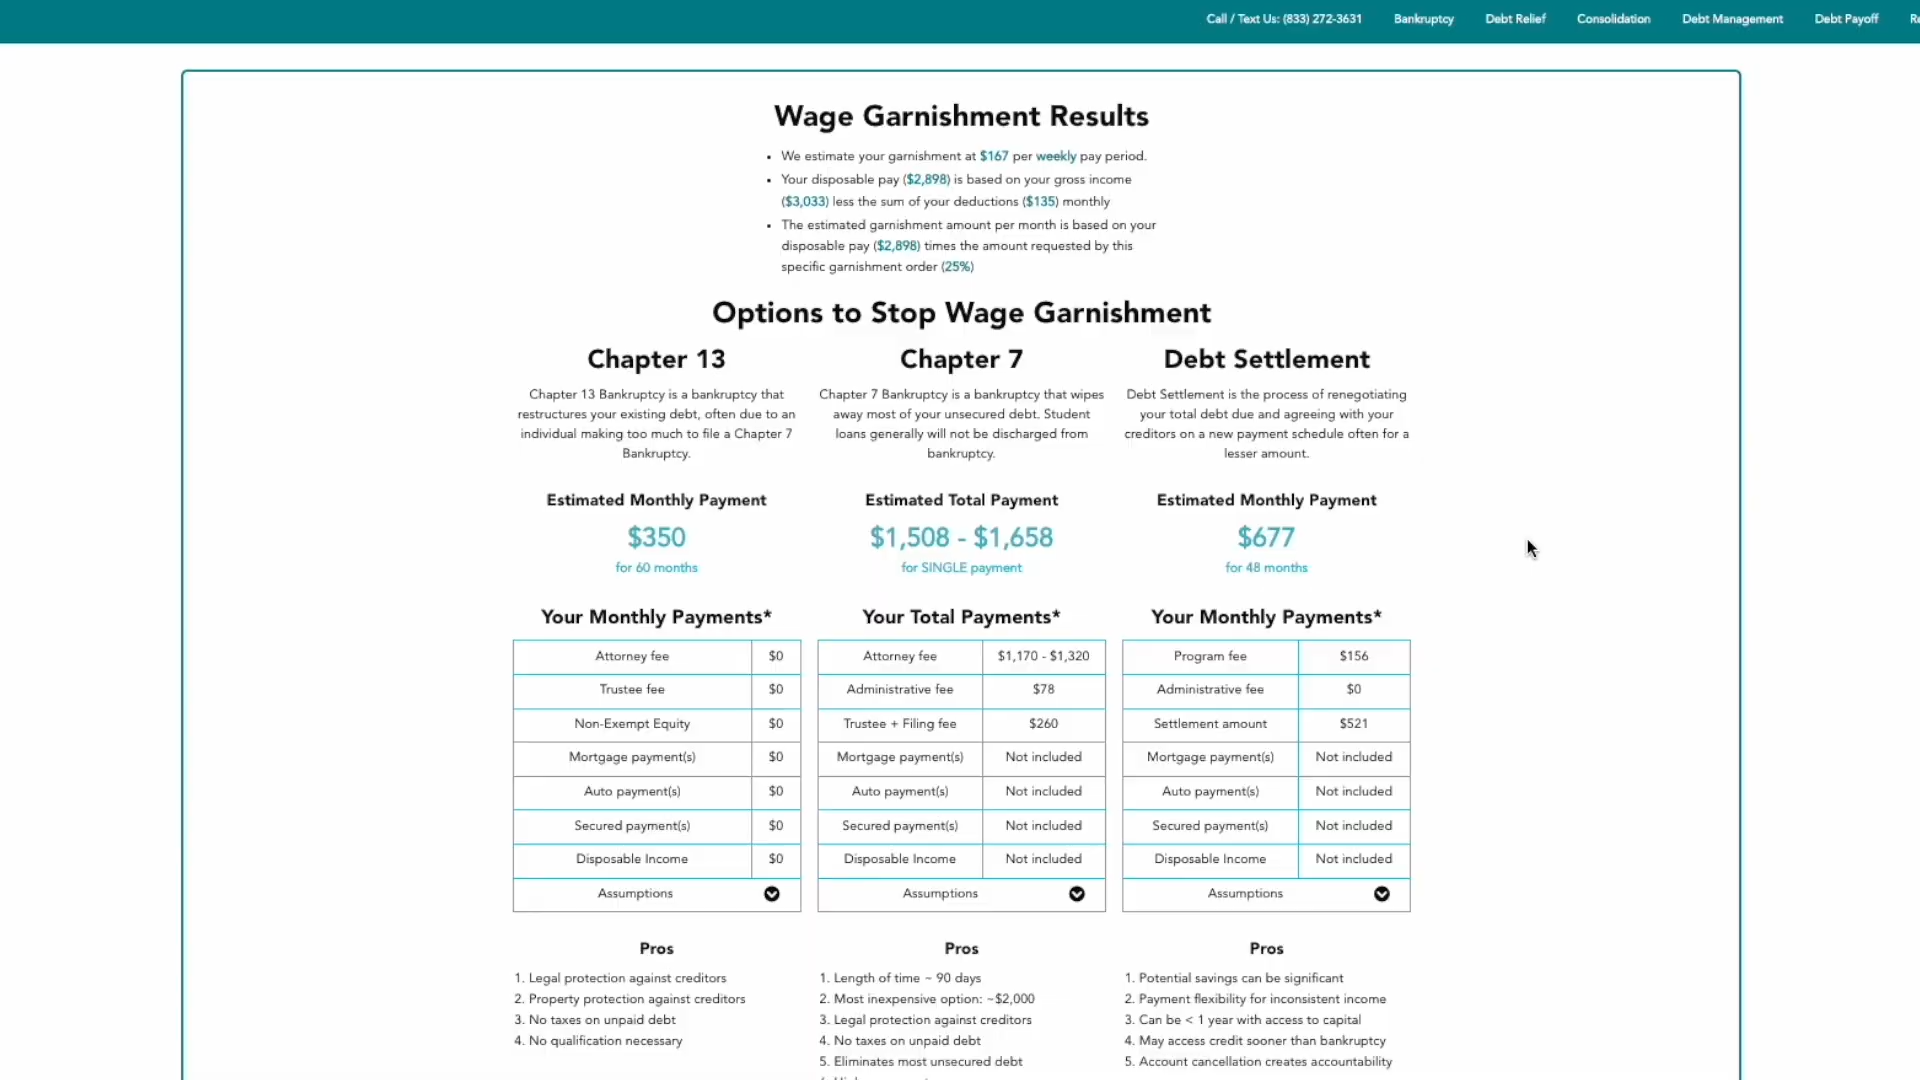 Call / Text Us: (833) 272-3631 Bankruptcy Debt Relief Consolidation Debt Management Debt Payoff
Wage Garnishment Results
• We estimate your garnishment at $167 per weekly pay period.
• Your disposable pay ($2,898) is based on your gross income
($3,033) less the sum of your deductions ($135) monthly
• The estimated garnishment amount per month is based on your
disposable pay ($2,898) times the amount requested by this
specific garnishment order (25%)
Options to Stop Wage Garnishment
Chapter 13
Chapter 13 Bankruptcy is a bankruptcy that
restructures your existing debt, often due to an
individual making too much to file a Chapter 7
Bankruptcy.
Estimated Monthly Payment
$350
for 60 months
Your Monthly Payments*
Attorney fee $0
Trustee fee $0
Non-Exempt Equity $0
Mortgage payment(s) $0
Auto payment(s) $0
Secured payment(s) $0
Disposable Income $0
Assumptions
Pros
1. Legal protection against creditors
2. Property protection against creditors
3. No taxes on unpaid debt
4. No qualification necessary
Chapter 7
Chapter 7 Bankruptcy is a bankruptcy that wipes
away most of your unsecured debt. Student
loans generally will not be discharged from
bankruptcy.
Estimated Total Payment
$1,508 - $1,658
for SINGLE payment
Your Total Payments*
Attorney fee $1,170 - $1,320
Administrative fee $78
Trustee + Filing fee $260
Mortgage payment(s) Not included
Auto payment(s) Not included
Secured payment(s) Not included
Disposable Income Not included
Assumptions
Pros
1. Length of time ~ 90 days
2. Most inexpensive option: ~$2,000
3. Legal protection against creditors
4. No taxes on unpaid debt
5. Eliminates most unsecured debt
Debt Settlement
Debt Settlement is the process of renegotiating
your total debt due and agreeing with your
creditors on a new payment schedule often for a
lesser amount.
Estimated Monthly Payment
$677
for 48 months
Your Monthly Payments*
Program fee $156
Administrative fee $0
Settlement amount $521
Mortgage payment(s) Not included
Auto payment(s) Not included
Secured payment(s) Not included
Disposable Income Not included
Assumptions
Pros
1. Potential savings can be significant
2. Payment flexibility for inconsistent income
3. Can be < 1 year with access to capital
4. May access credit sooner than bankruptcy
5. Account cancellation creates accountability